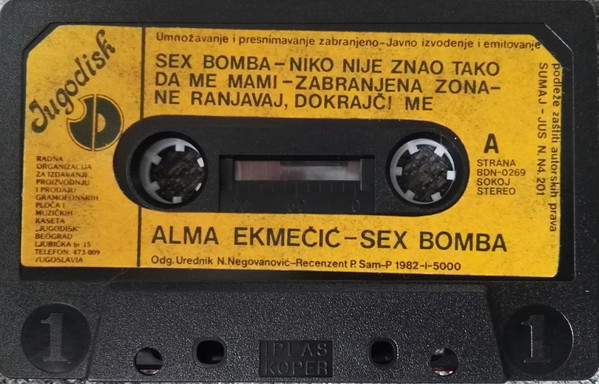 Umnožavanje i presnimavanje zabranjeno-Javno izvođenje i emitovanje
podleže zaštiti autorskih prava
SUMAJ - JUS N. N4. 201
Jugodisk
SEX BOMBA-NIKO NIJE ZNAO TAKO
DA ME MAMI-ZABRANJENA ZONA-
NE RANJAVAJ, DOKRAJČI ME
RADNA
ORGANIZACIJA
ZA IZDAVANJE,
PROIZVODNJU
I PRODAJU
GRAMOFONSKIH
PLOČA I
MUZIČKIH
KASETA
„JUGODISK"
BEOGRAD
LJUBIČKA br 15
TELEFON: 473-009
JUGOSLAVIA
A
STRANA
BDN-0269
SOKOJ
STEREO
ALMA EKMEČIĆ-SEX BOMBA
Odg. Urednik N. Negovanović-Recenzent P. Sam-P 1982-I-5000
1
1
PLAS
KOPER